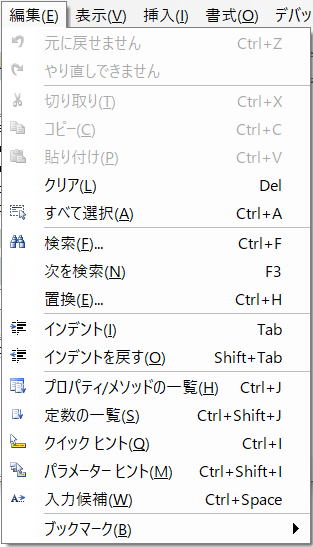 編集(E) 表示(V) 挿入(I) 書式(O) デバッ
元に戻せません Ctrl+Z
やり直しできません
切り取り(T) Ctrl+X
コピー(C) Ctrl+C
貼り付け(P) Ctrl+V
クリア(L) Del
すべて選択(A) Ctrl+A
検索(F)... Ctrl+F
次を検索(N) F3
置換(E)... Ctrl+H
インデント(I) Tab
インデントを戻す(O) Shift+Tab
プロパティ/メソッドの一覧(H) Ctrl+J
定数の一覧(S) Ctrl+Shift+J
クイック ヒント(Q) Ctrl+I
パラメーター ヒント(M) Ctrl+Shift+I
入力候補(W) Ctrl+Space
ブックマーク(B)